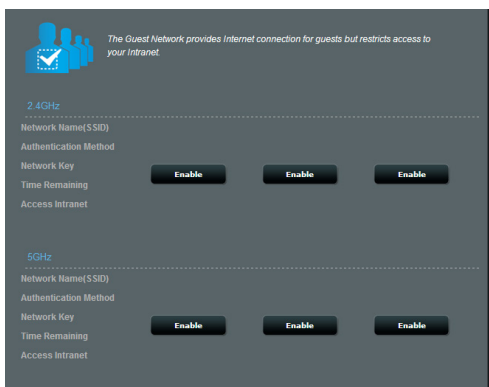 The Guest Network provides Internet connection for guests but restricts access to
your Intranet.
2.4GHz
Network Name(SSID)
Authentication Method
Network Key
Enable Enable Enable
Time Remaining
Access Intranet
5GHz
Network Name(SSID)
Authentication Method
Network Key
Enable Enable Enable
Time Remaining
Access Intranet